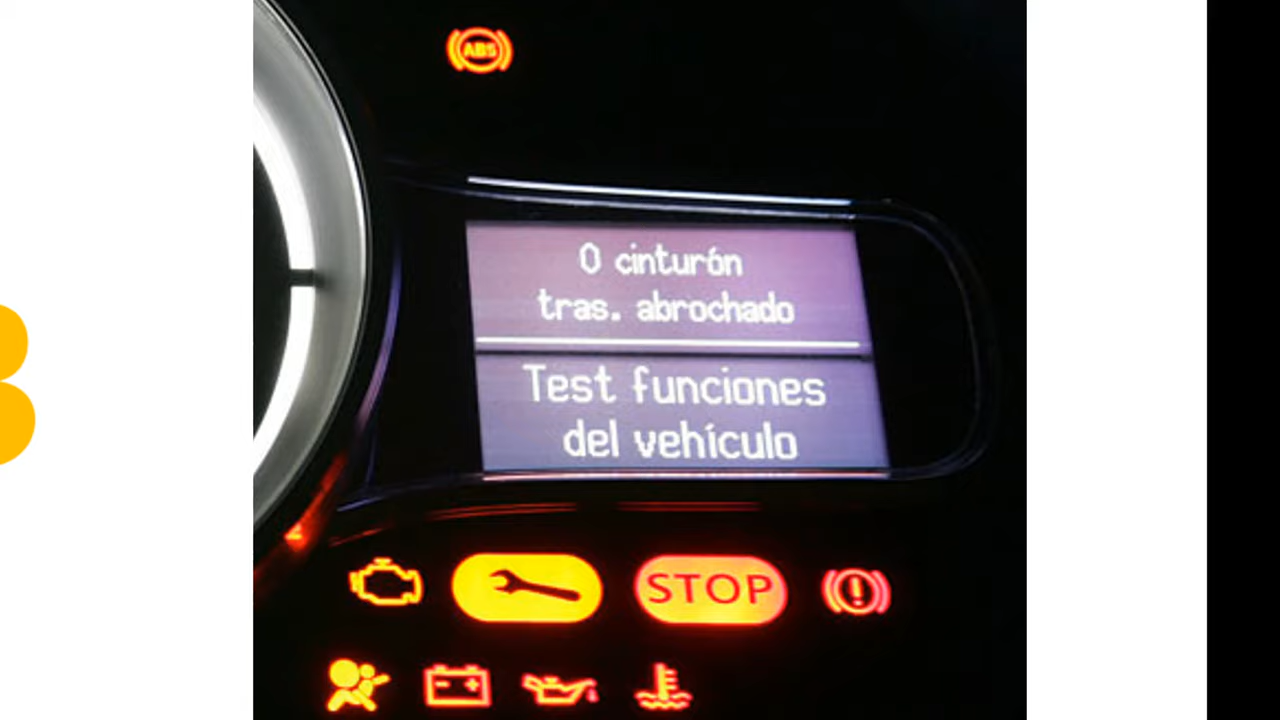 ABS
0 cinturón
tras. abrochado
Test funciones
del vehículo
STOP